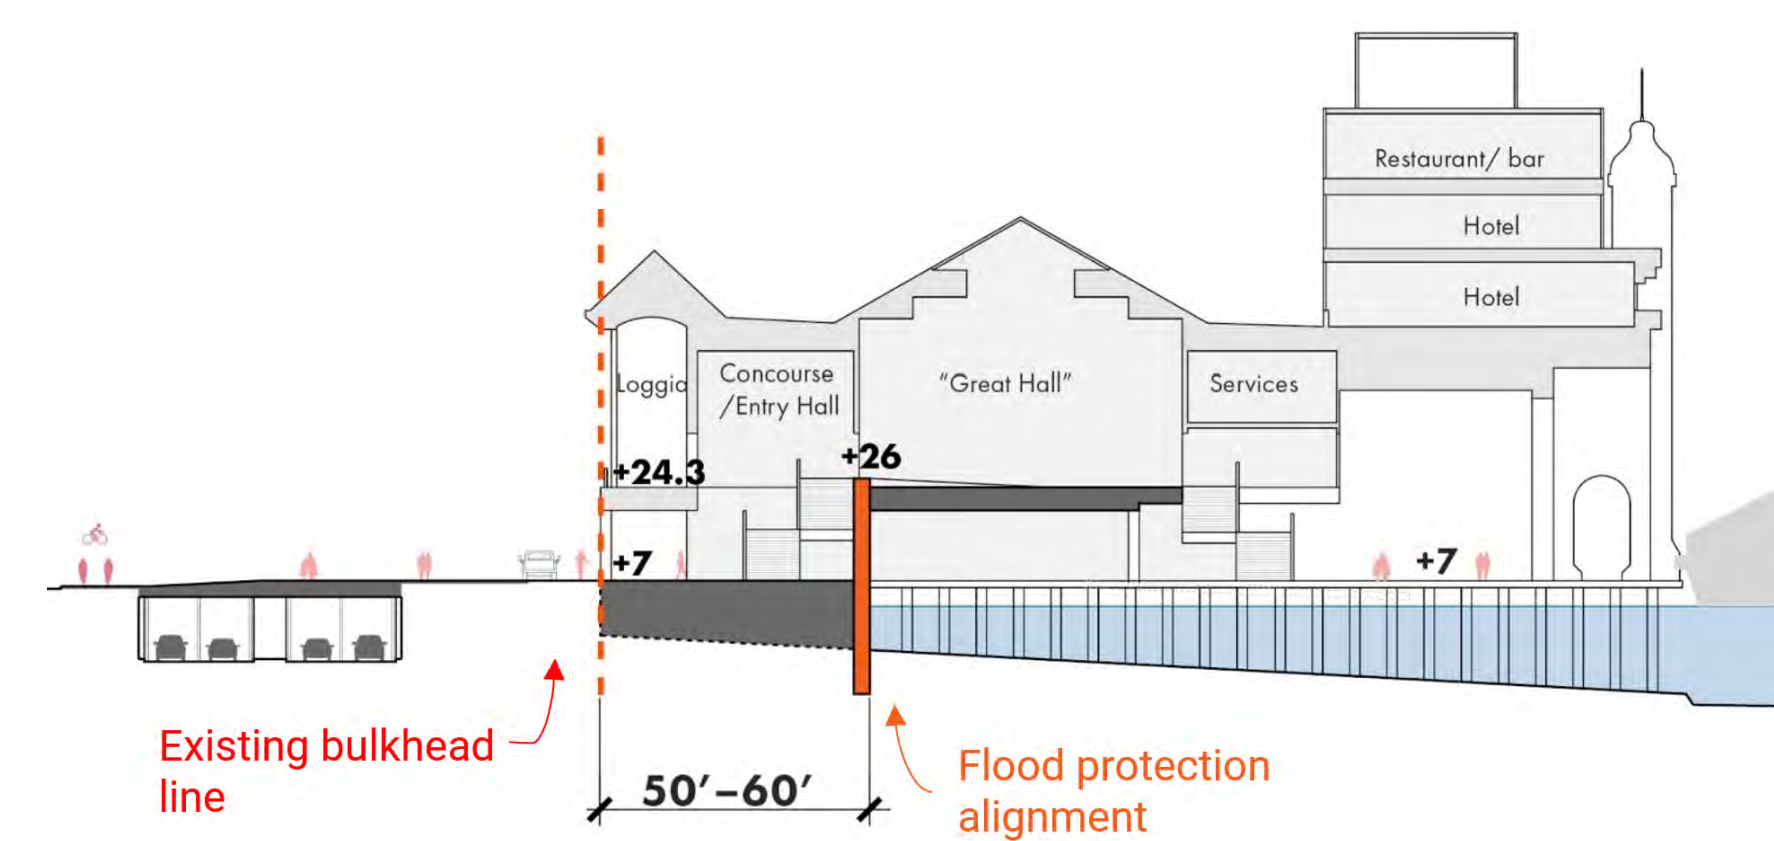 Restaurant/ bar
Hotel
Hotel
Loggia
Concourse
/Entry Hall
"Great Hall"
Services
+26
+24.3
+7
+7
Existing bulkhead
line
50'–60'
Flood protection
alignment